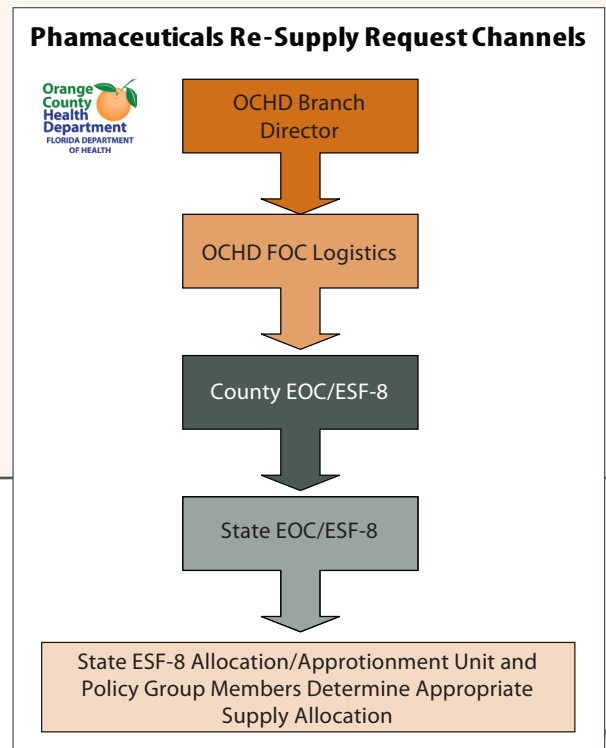 Phamaceuticals Re-Supply Request Channels
Orange
County
Health
Department
FLORIDA DEPARTMENT
OF HEALTH
OCHD Branch
Director
OCHD FOC Logistics
County EOC/ESF-8
State EOC/ESF-8
State ESF-8 Allocation/Approtionment Unit and
Policy Group Members Determine Appropriate
Supply Allocation